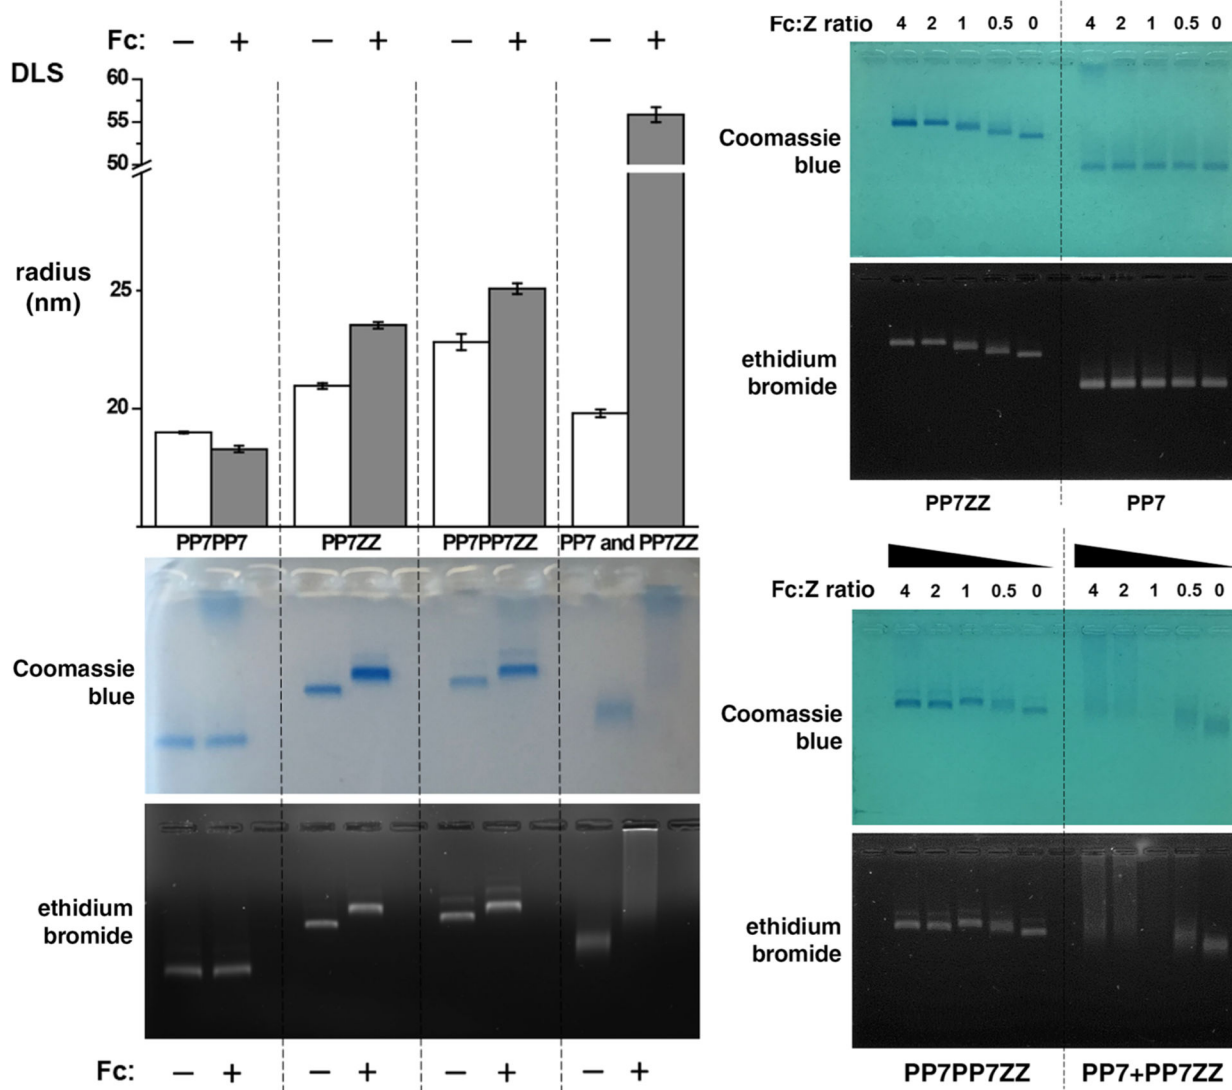 Fc: − + − + − + − +
DLS
60
55
50
radius
(nm)
25
20
PP7PP7 PP7ZZ PP7PP7ZZ PP7 and PP7ZZ
Coomassie
blue
ethidium
bromide
Fc: − + − + − + − +
Fc:Z ratio 4 2 1 0.5 0 4 2 1 0.5 0
Coomassie
blue
ethidium
bromide
PP7ZZ PP7
Fc:Z ratio 4 2 1 0.5 0 4 2 1 0.5 0
Coomassie
blue
ethidium
bromide
PP7PP7ZZ PP7+PP7ZZ